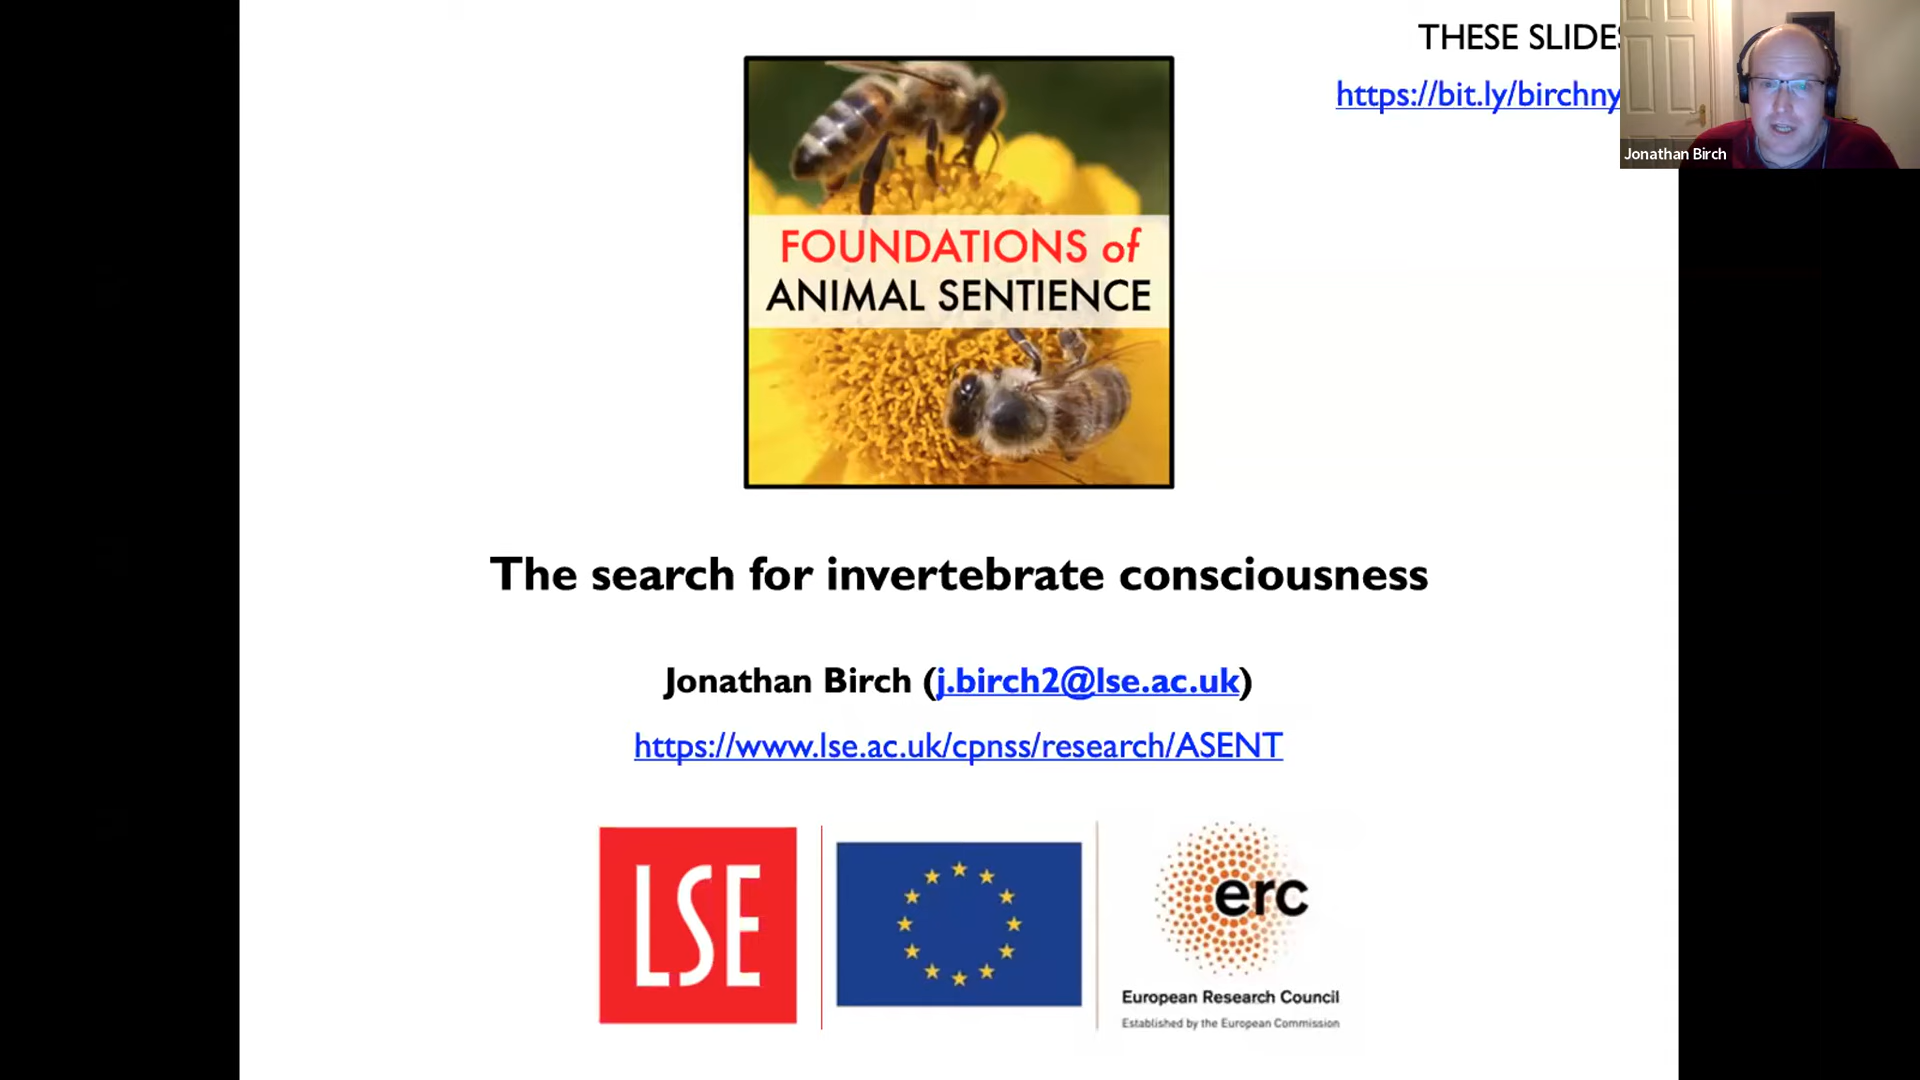 THESE SLIDES
https://bit.ly/birchny
Jonathan Birch
FOUNDATIONS of
ANIMAL SENTIENCE
The search for invertebrate consciousness
Jonathan Birch (j.birch2@lse.ac.uk)
https://www.lse.ac.uk/cpnss/research/ASENT
LSE
erc
European Research Council
Established by the European Commission